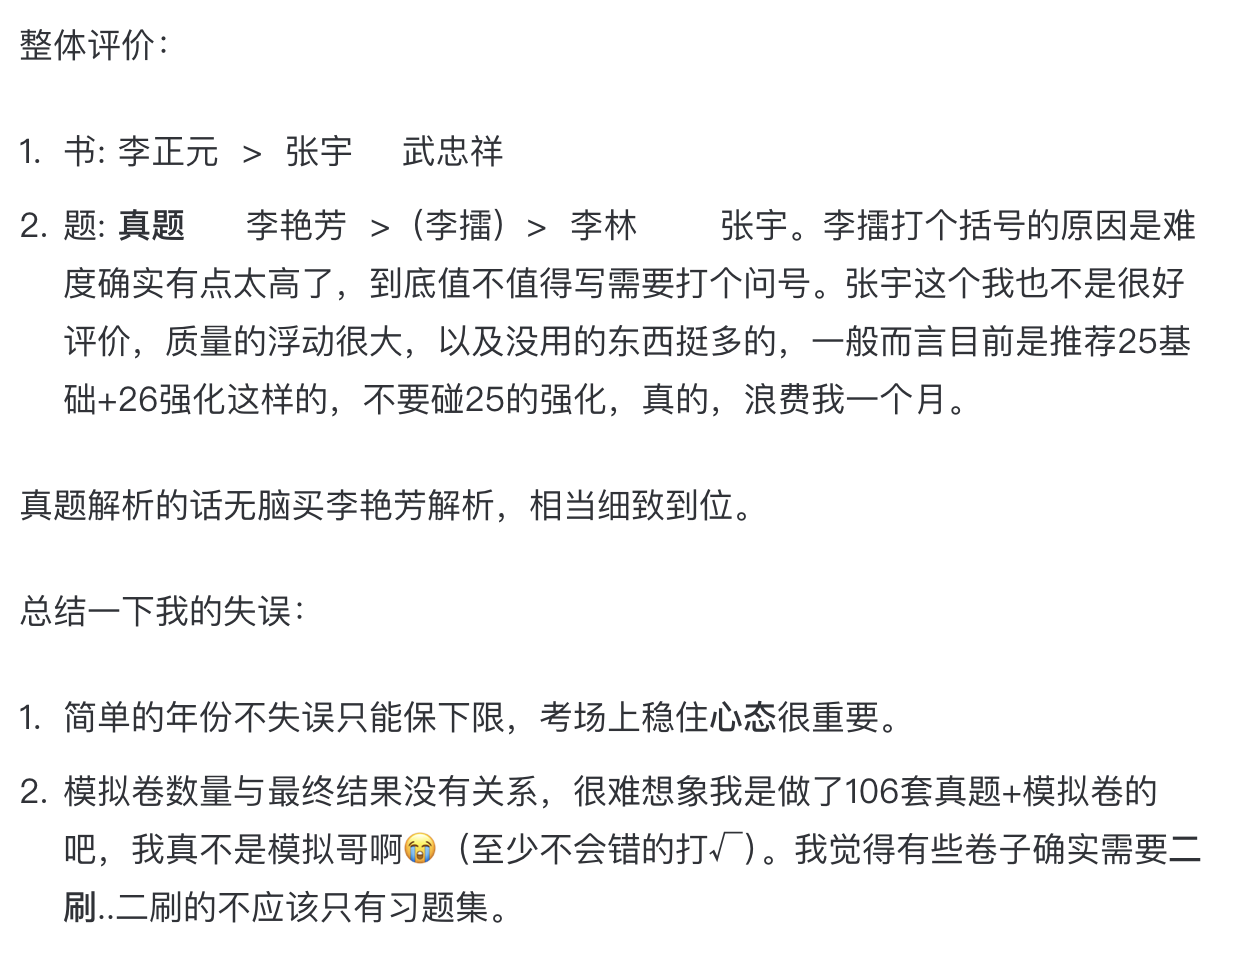 整体评价：
1. 书: 李正元 > 张宇 武忠祥
2. 题: 真题 李艳芳 >（李擂）> 李林 张宇。李擂打个括号的原因是难
度确实有点太高了，到底值不值得写需要打个问号。张宇这个我也不是很好
评价，质量的浮动很大，以及没用的东西挺多的，一般而言目前是推荐25基
础+26强化这样的，不要碰25的强化，真的，浪费我一个月。
真题解析的话无脑买李艳芳解析，相当细致到位。
总结一下我的失误：
1. 简单的年份不失误只能保下限，考场上稳住心态很重要。
2. 模拟卷数量与最终结果没有关系，很难想象我是做了106套真题+模拟卷的
吧，我真不是模拟哥啊😭（至少不会错的打√）。我觉得有些卷子确实需要二
刷..二刷的不应该只有习题集。